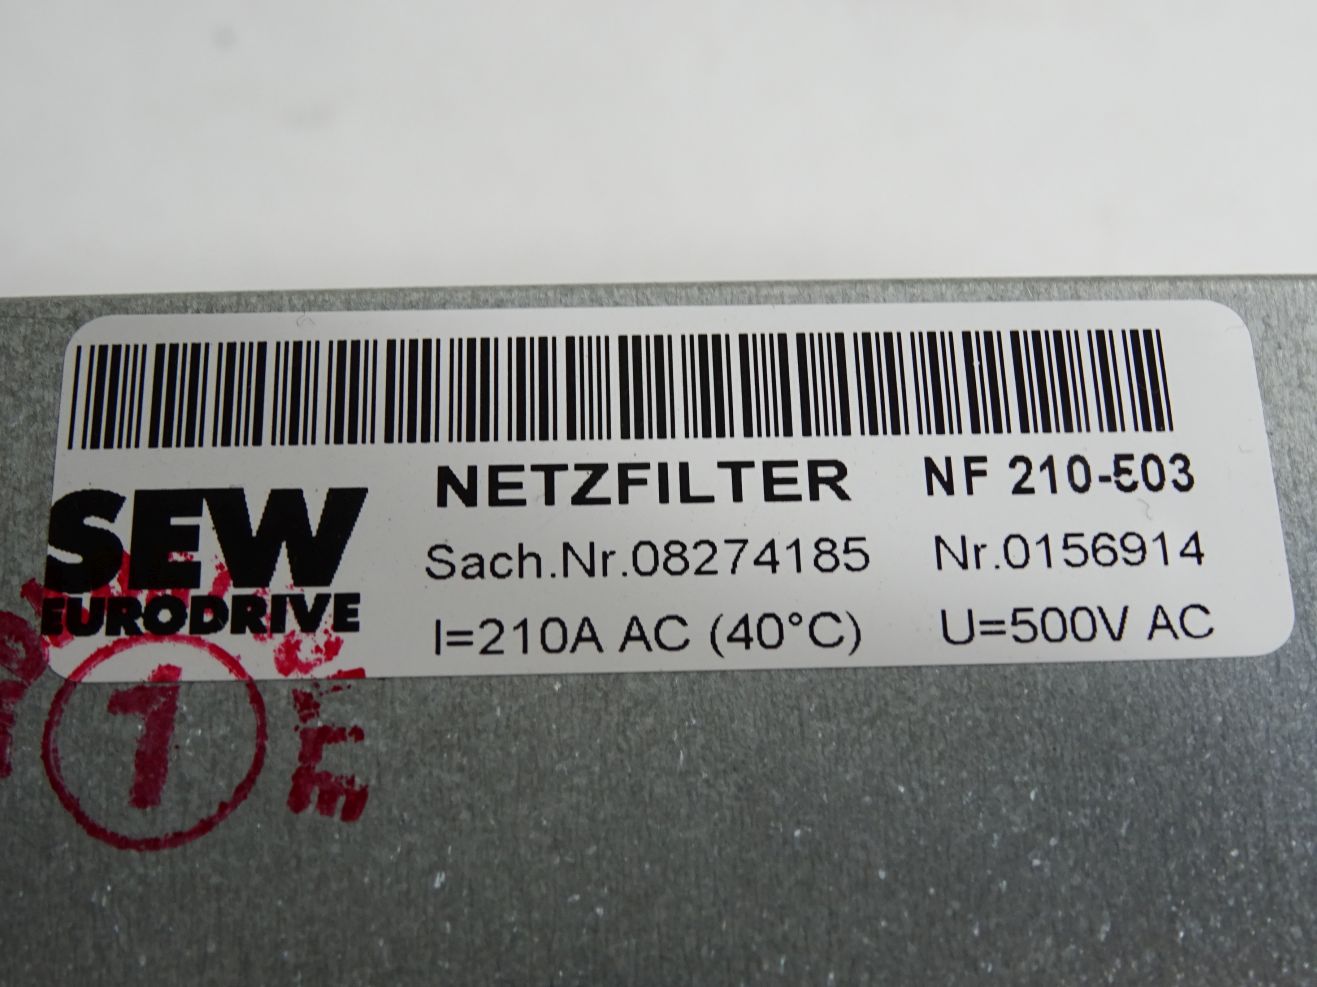 NETZFILTER NF 210-503
SEW
EURODRIVE
Sach.Nr.08274185 Nr.0156914
I=210A AC (40°C) U=500V AC
1